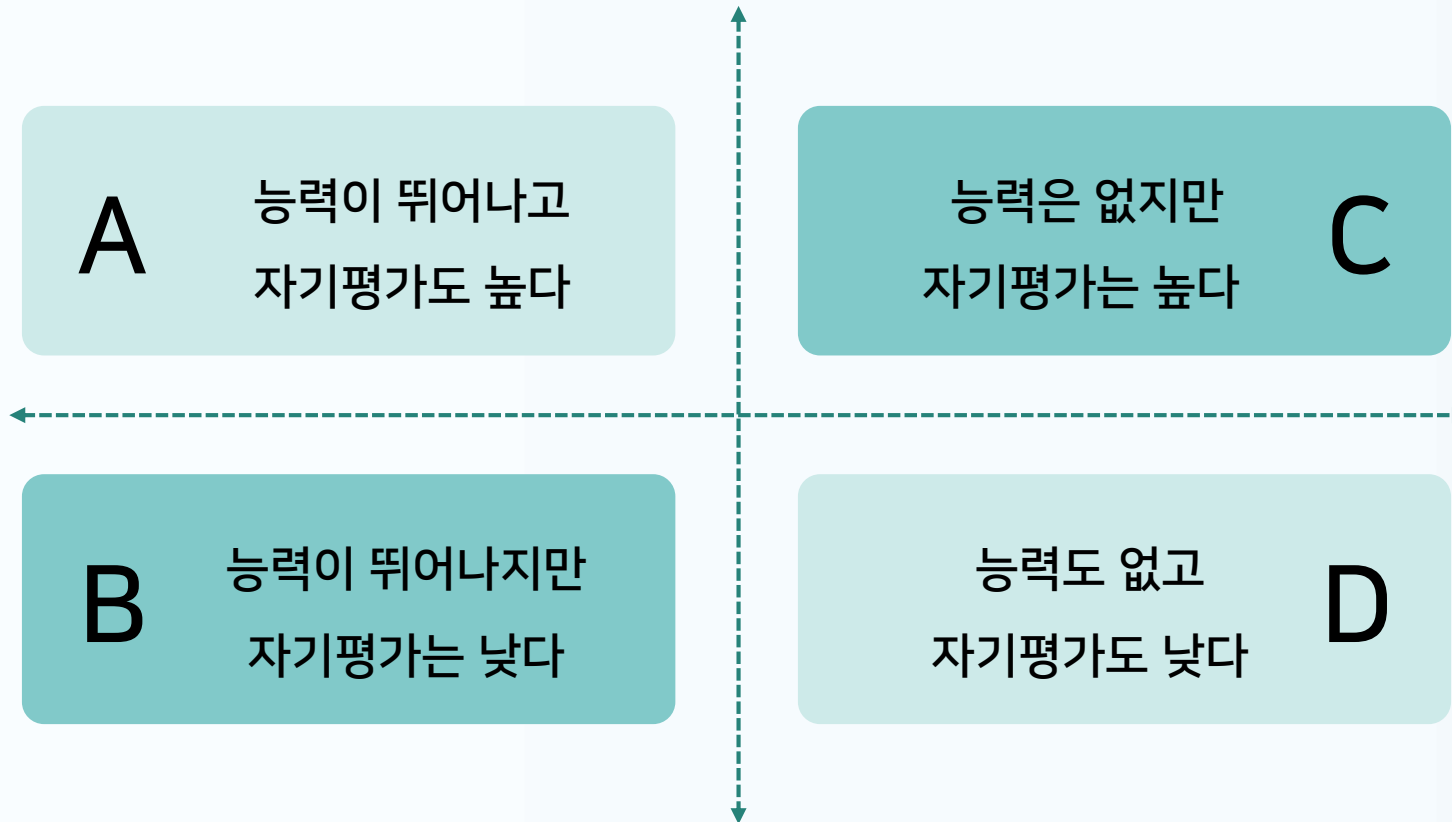 A
능력이 뛰어나고
자기평가도 높다
능력은 없지만
자기평가는 높다
C
B
능력이 뛰어나지만
자기평가는 낮다
능력도 없고
자기평가도 낮다
D